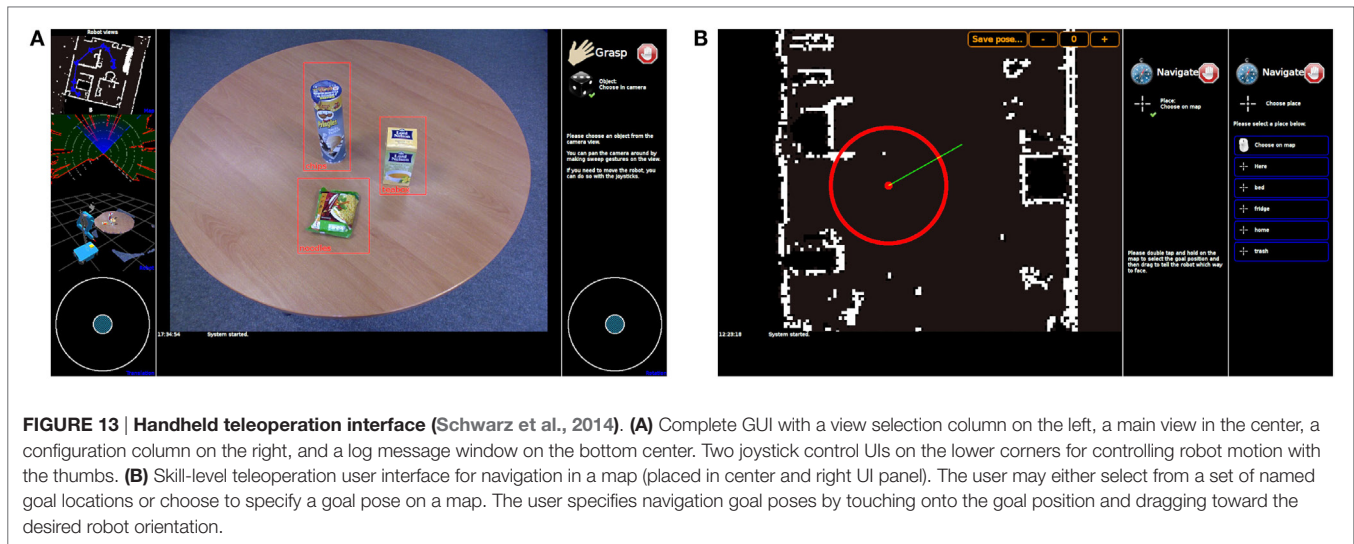 A
Robot views
Grasp
Object:
Choose in camera
Please choose an object from the
camera view.
You can pan the camera around by
making sweep gestures on the view.
If you need to move the robot, you
can do so with the joysticks.
noodles
17:34:54 System started.
B
Save pose... - 0 +
Navigate
Place:
Choose on map
Please double tap and hold on the
map to select the goal position and
then drag to tell the robot which way
to face.
12:23:18 System started.
Navigate
Choose place
Please select a place below:
Choose on map
Here
bed
fridge
home
trash
FIGURE 13 | Handheld teleoperation interface (Schwarz et al., 2014). (A) Complete GUI with a view selection column on the left, a main view in the center, a
configuration column on the right, and a log message window on the bottom center. Two joystick control UIs on the lower corners for controlling robot motion with
the thumbs. (B) Skill-level teleoperation user interface for navigation in a map (placed in center and right UI panel). The user may either select from a set of named
goal locations or choose to specify a goal pose on a map. The user specifies navigation goal poses by touching onto the goal position and dragging toward the
desired robot orientation.